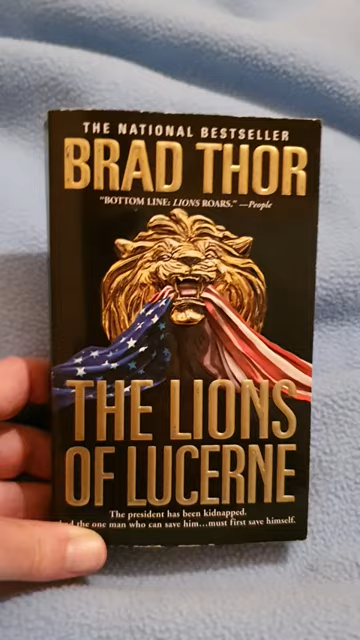 THE NATIONAL BESTSELLER
BRAD THOR
"BOTTOM LINE: LIONS ROARS." —People
THE LIONS
OF LUCERNE
The president has been kidnapped.
the one man who can save him...must first save himself.